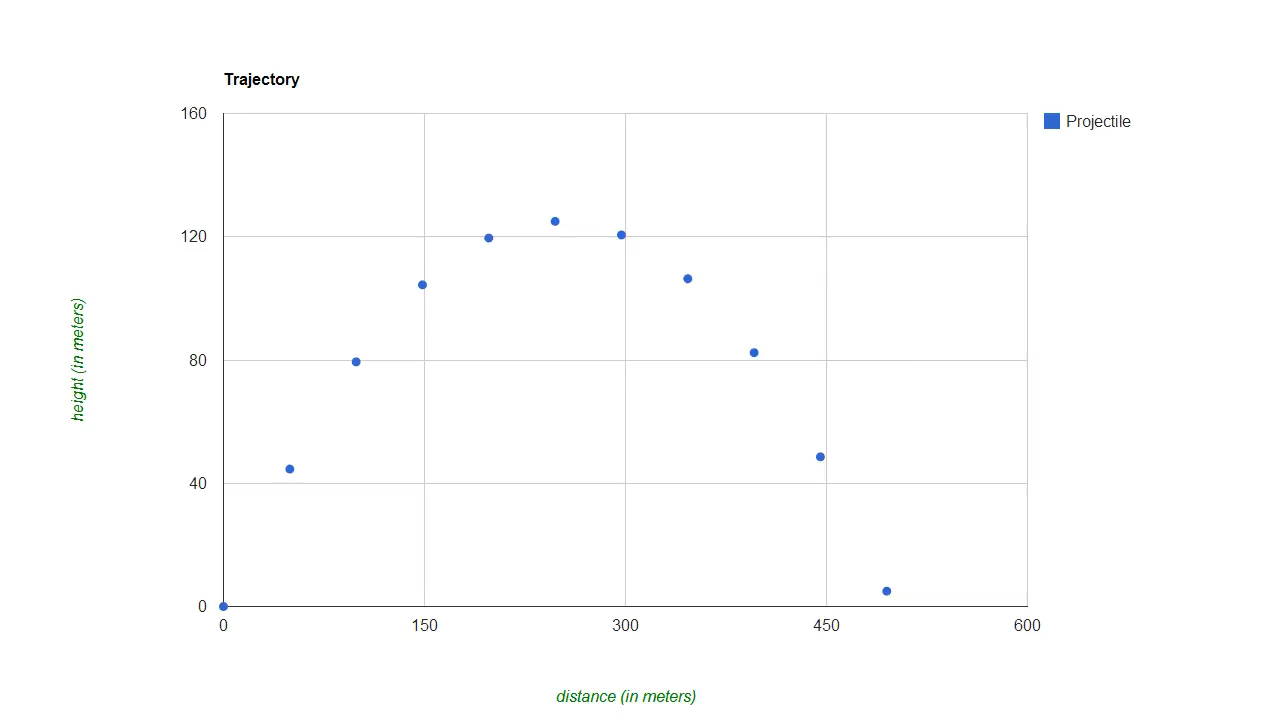 Trajectory
160
120
80
40
0
0 150 300 450 600
height (in meters)
distance (in meters)
Projectile